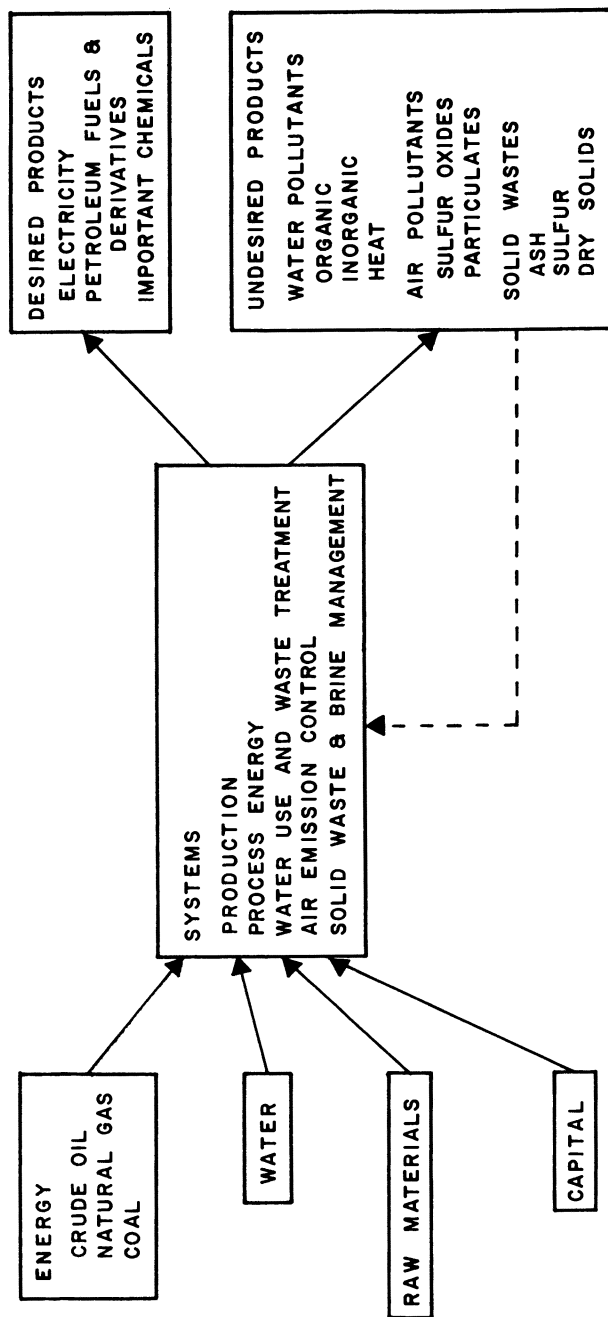 ENERGY
CRUDE OIL
NATURAL GAS
COAL
WATER
RAW MATERIALS
CAPITAL
SYSTEMS
PRODUCTION
PROCESS ENERGY
WATER USE AND WASTE TREATMENT
AIR EMISSION CONTROL
SOLID WASTE & BRINE MANAGEMENT
DESIRED PRODUCTS
ELECTRICITY
PETROLEUM FUELS &
DERIVATIVES
IMPORTANT CHEMICALS
UNDESIRED PRODUCTS
WATER POLLUTANTS
ORGANIC
INORGANIC
HEAT
AIR POLLUTANTS
SULFUR OXIDES
PARTICULATES
SOLID WASTES
ASH
SULFUR
DRY SOLIDS